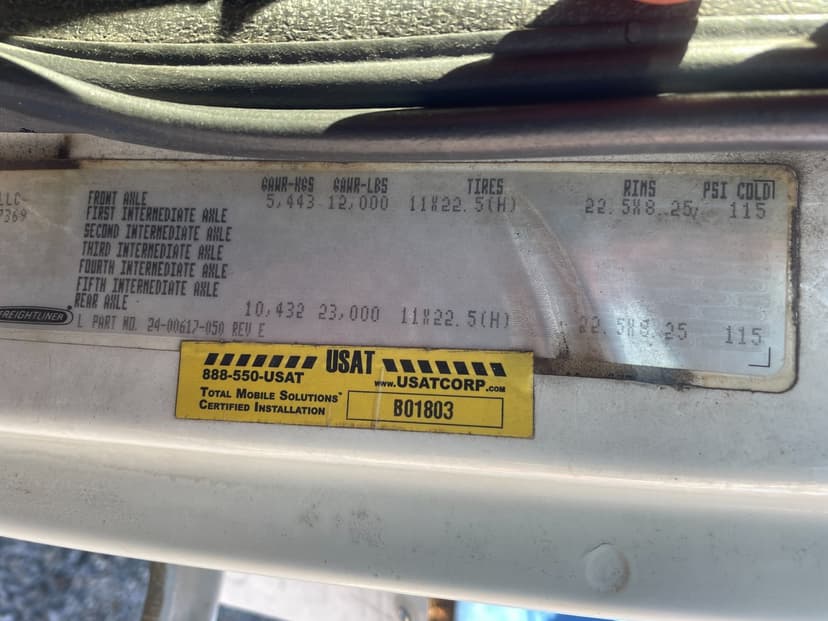 GAWR-KGS GAWR-LBS TIRES RIMS PSI COLD
LLC FRONT AXLE 5,443 12,000 11X22.5(H) 22.5X8.25 115
7369 FIRST INTERMEDIATE AXLE
SECOND INTERMEDIATE AXLE
THIRD INTERMEDIATE AXLE
FOURTH INTERMEDIATE AXLE
FIFTH INTERMEDIATE AXLE
REAR AXLE 10,432 23,000 11X22.5(H) 22.5X8.25 115
FREIGHTLINER L PART NO. 24-00617-050 REV E
USAT
888-550-USAT www.USATCORP.com
Total Mobile Solutions™
Certified Installation
B01803